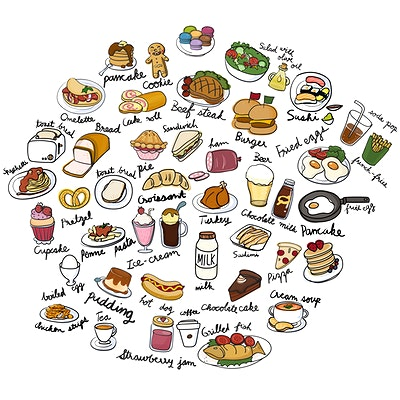 pancake
Cookie
Salad with
olive
oil
Omelette
Cake roll
Beef steak
Sushi
soda pop
toast bread
Bread
Sandwich
ham
Burger
Fried eggs
french-fries
Spaghetti
toast bread
pie
Beer
Croissant
Pretzel
Turkey
Chocolate milk
fried eggs
Pancake
Cupcake
Penne pasta
Ice-cream
MILK
milk
Sashimi
Pizza
boiled egg
pudding
hot dog
Chocolate cake
Cream soup
chicken strips
Tea
coffee
Grilled fish
Strawberry jam